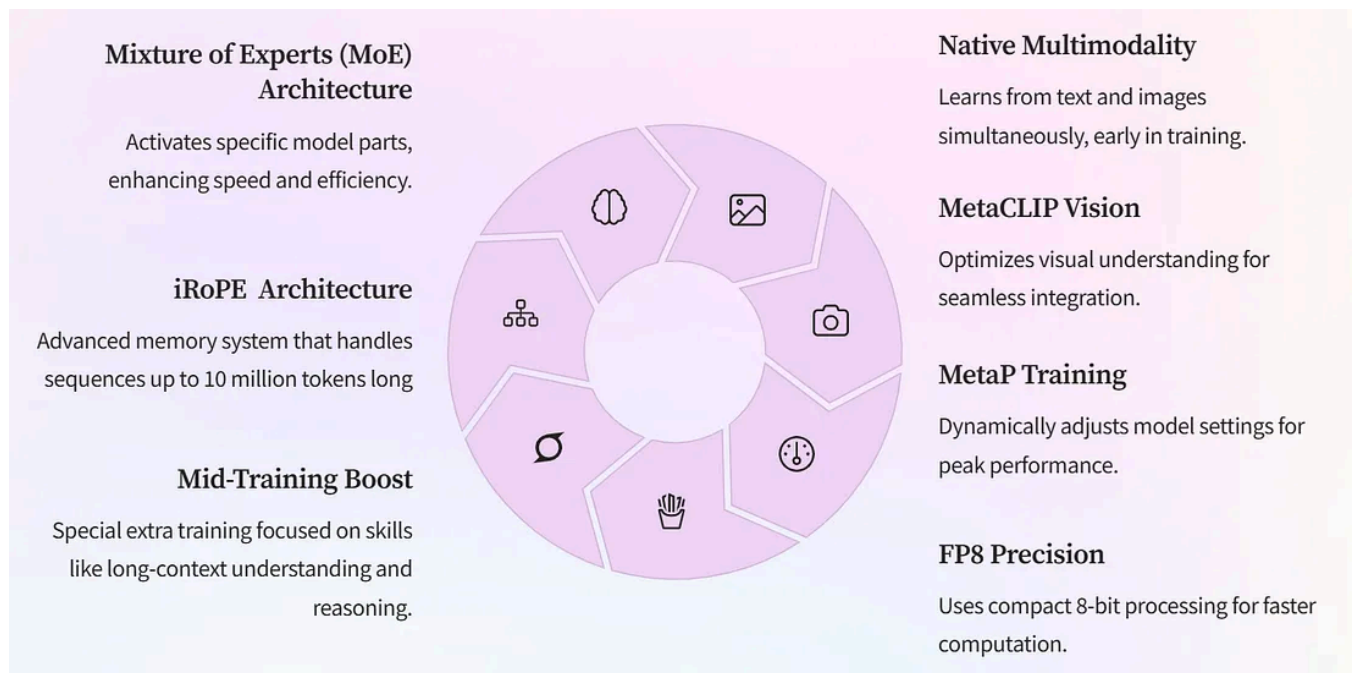 Mixture of Experts (MoE)
Architecture
Activates specific model parts,
enhancing speed and efficiency.
iRoPE  Architecture
Advanced memory system that handles
sequences up to 10 million tokens long
Mid-Training Boost
Special extra training focused on skills
like long-context understanding and
reasoning.
Native Multimodality
Learns from text and images
simultaneously, early in training.
MetaCLIP Vision
Optimizes visual understanding for
seamless integration.
MetaP Training
Dynamically adjusts model settings for
peak performance.
FP8 Precision
Uses compact 8-bit processing for faster
computation.